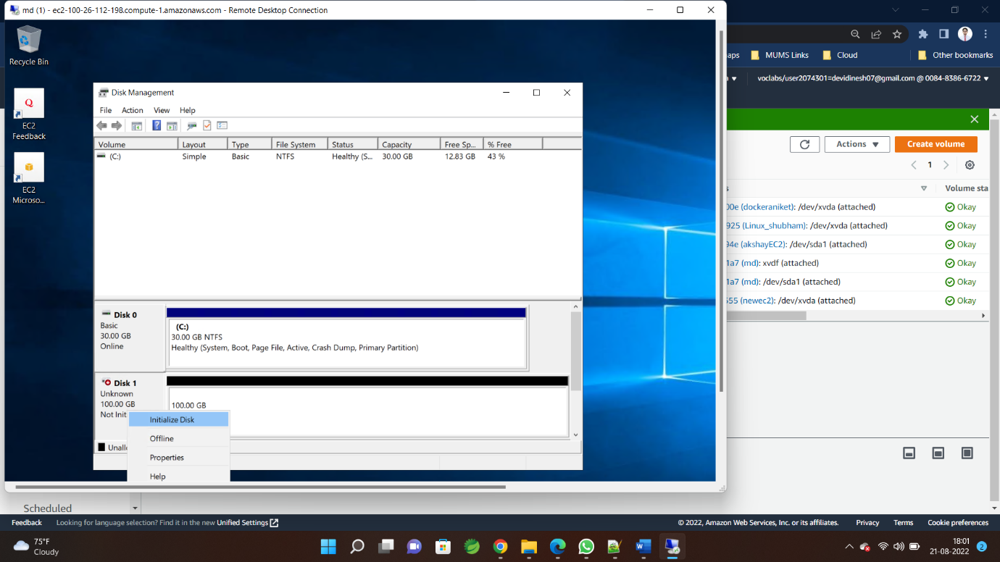 md (1) - ec2-100-26-112-198.compute-1.amazonaws.com - Remote Desktop Connection
Recycle Bin
EC2
Feedback
EC2
Microso...
Disk Management
File Action View Help
Volume Layout Type File System Status Capacity Free Sp... % Free
(C:) Simple Basic NTFS Healthy (S... 30.00 GB 12.83 GB 43 %
Disk 0
Basic
30.00 GB
Online
(C:)
30.00 GB NTFS
Healthy (System, Boot, Page File, Active, Crash Dump, Primary Partition)
Disk 1
Unknown
100.00 GB
Not Init
100.00 GB
Unall
Initialize Disk
Offline
Properties
Help
aps MUMS Links Cloud Other bookmarks
a voclabs/user2074301=devidinesh07@gmail.com @ 0084-8386-6722
Actions Create volume
1
s Volume sta
00e (dockeraniket): /dev/xvda (attached) Okay
925 (Linux_shubham): /dev/xvda (attached) Okay
94e (akshayEC2): /dev/sda1 (attached) Okay
1a7 (md): xvdf (attached) Okay
1a7 (md): /dev/sda1 (attached) Okay
555 (newec2): /dev/xvda (attached) Okay
Scheduled
Feedback Looking for language selection? Find it in the new Unified Settings © 2022, Amazon Web Services, Inc. or its affiliates. Privacy Terms Cookie preferences
75°F
Cloudy
18:01
21-08-2022
2